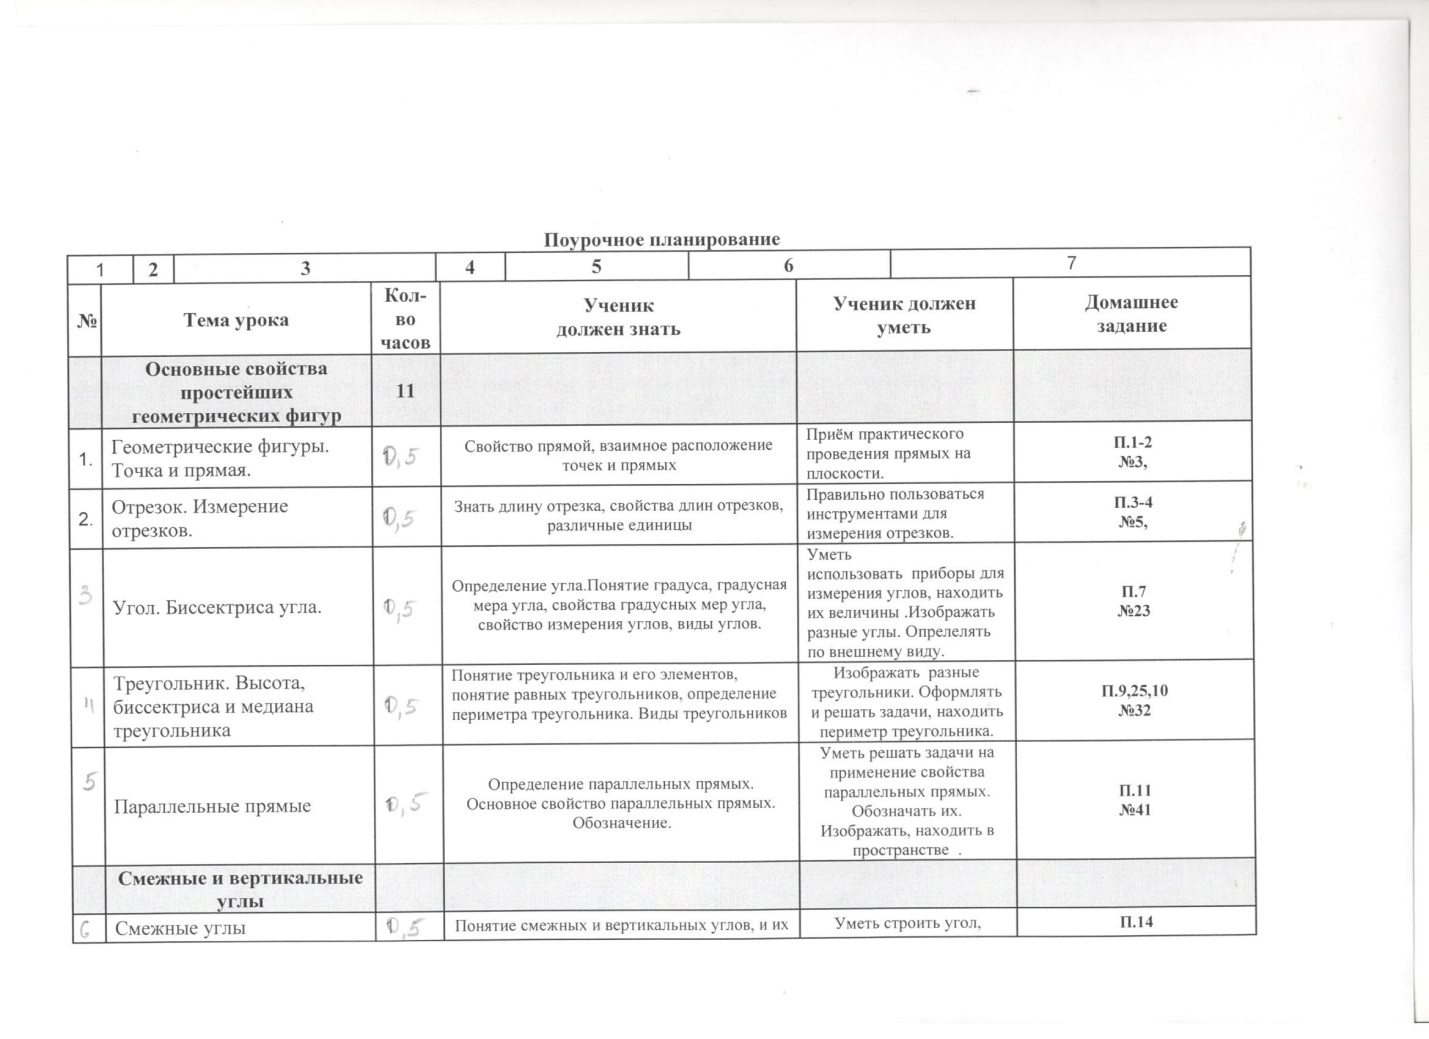 Поурочное планирование
1 2 3 4 5 6 7
№
Тема урока
Кол-
во
часов
Ученик
должен знать
Ученик должен
уметь
Домашнее
задание
Основные свойства
простейших
геометрических фигур
11
1.
Геометрические фигуры.
Точка и прямая.
0,5
Свойство прямой, взаимное расположение
точек и прямых
Приём практического
проведения прямых на
плоскости.
П.1-2
№3,
2.
Отрезок. Измерение
отрезков.
0,5
Знать длину отрезка, свойства длин отрезков,
различные единицы
Правильно пользоваться
инструментами для
измерения отрезков.
П.3-4
№5,
3
Угол. Биссектриса угла.
0,5
Определение угла.Понятие градуса, градусная
мера угла, свойства градусных мер угла,
свойство измерения углов, виды углов.
Уметь
использовать приборы для
измерения углов, находить
их величины .Изображать
разные углы. Опрелелять
по внешнему виду.
П.7
№23
4
Треугольник. Высота,
биссектриса и медиана
треугольника
0,5
Понятие треугольника и его элементов,
понятие равных треугольников, определение
периметра треугольника. Виды треугольников
Изображать разные
треугольники. Оформлять
и решать задачи, находить
периметр треугольника.
П.9,25,10
№32
5
Параллельные прямые
0,5
Определение параллельных прямых.
Основное свойство параллельных прямых.
Обозначение.
Уметь решать задачи на
применение свойства
параллельных прямых.
Обозначать их.
Изображать, находить в
пространстве .
П.11
№41
Смежные и вертикальные
углы
6
Смежные углы
0,5
Понятие смежных и вертикальных углов, и их
Уметь строить угол,
П.14